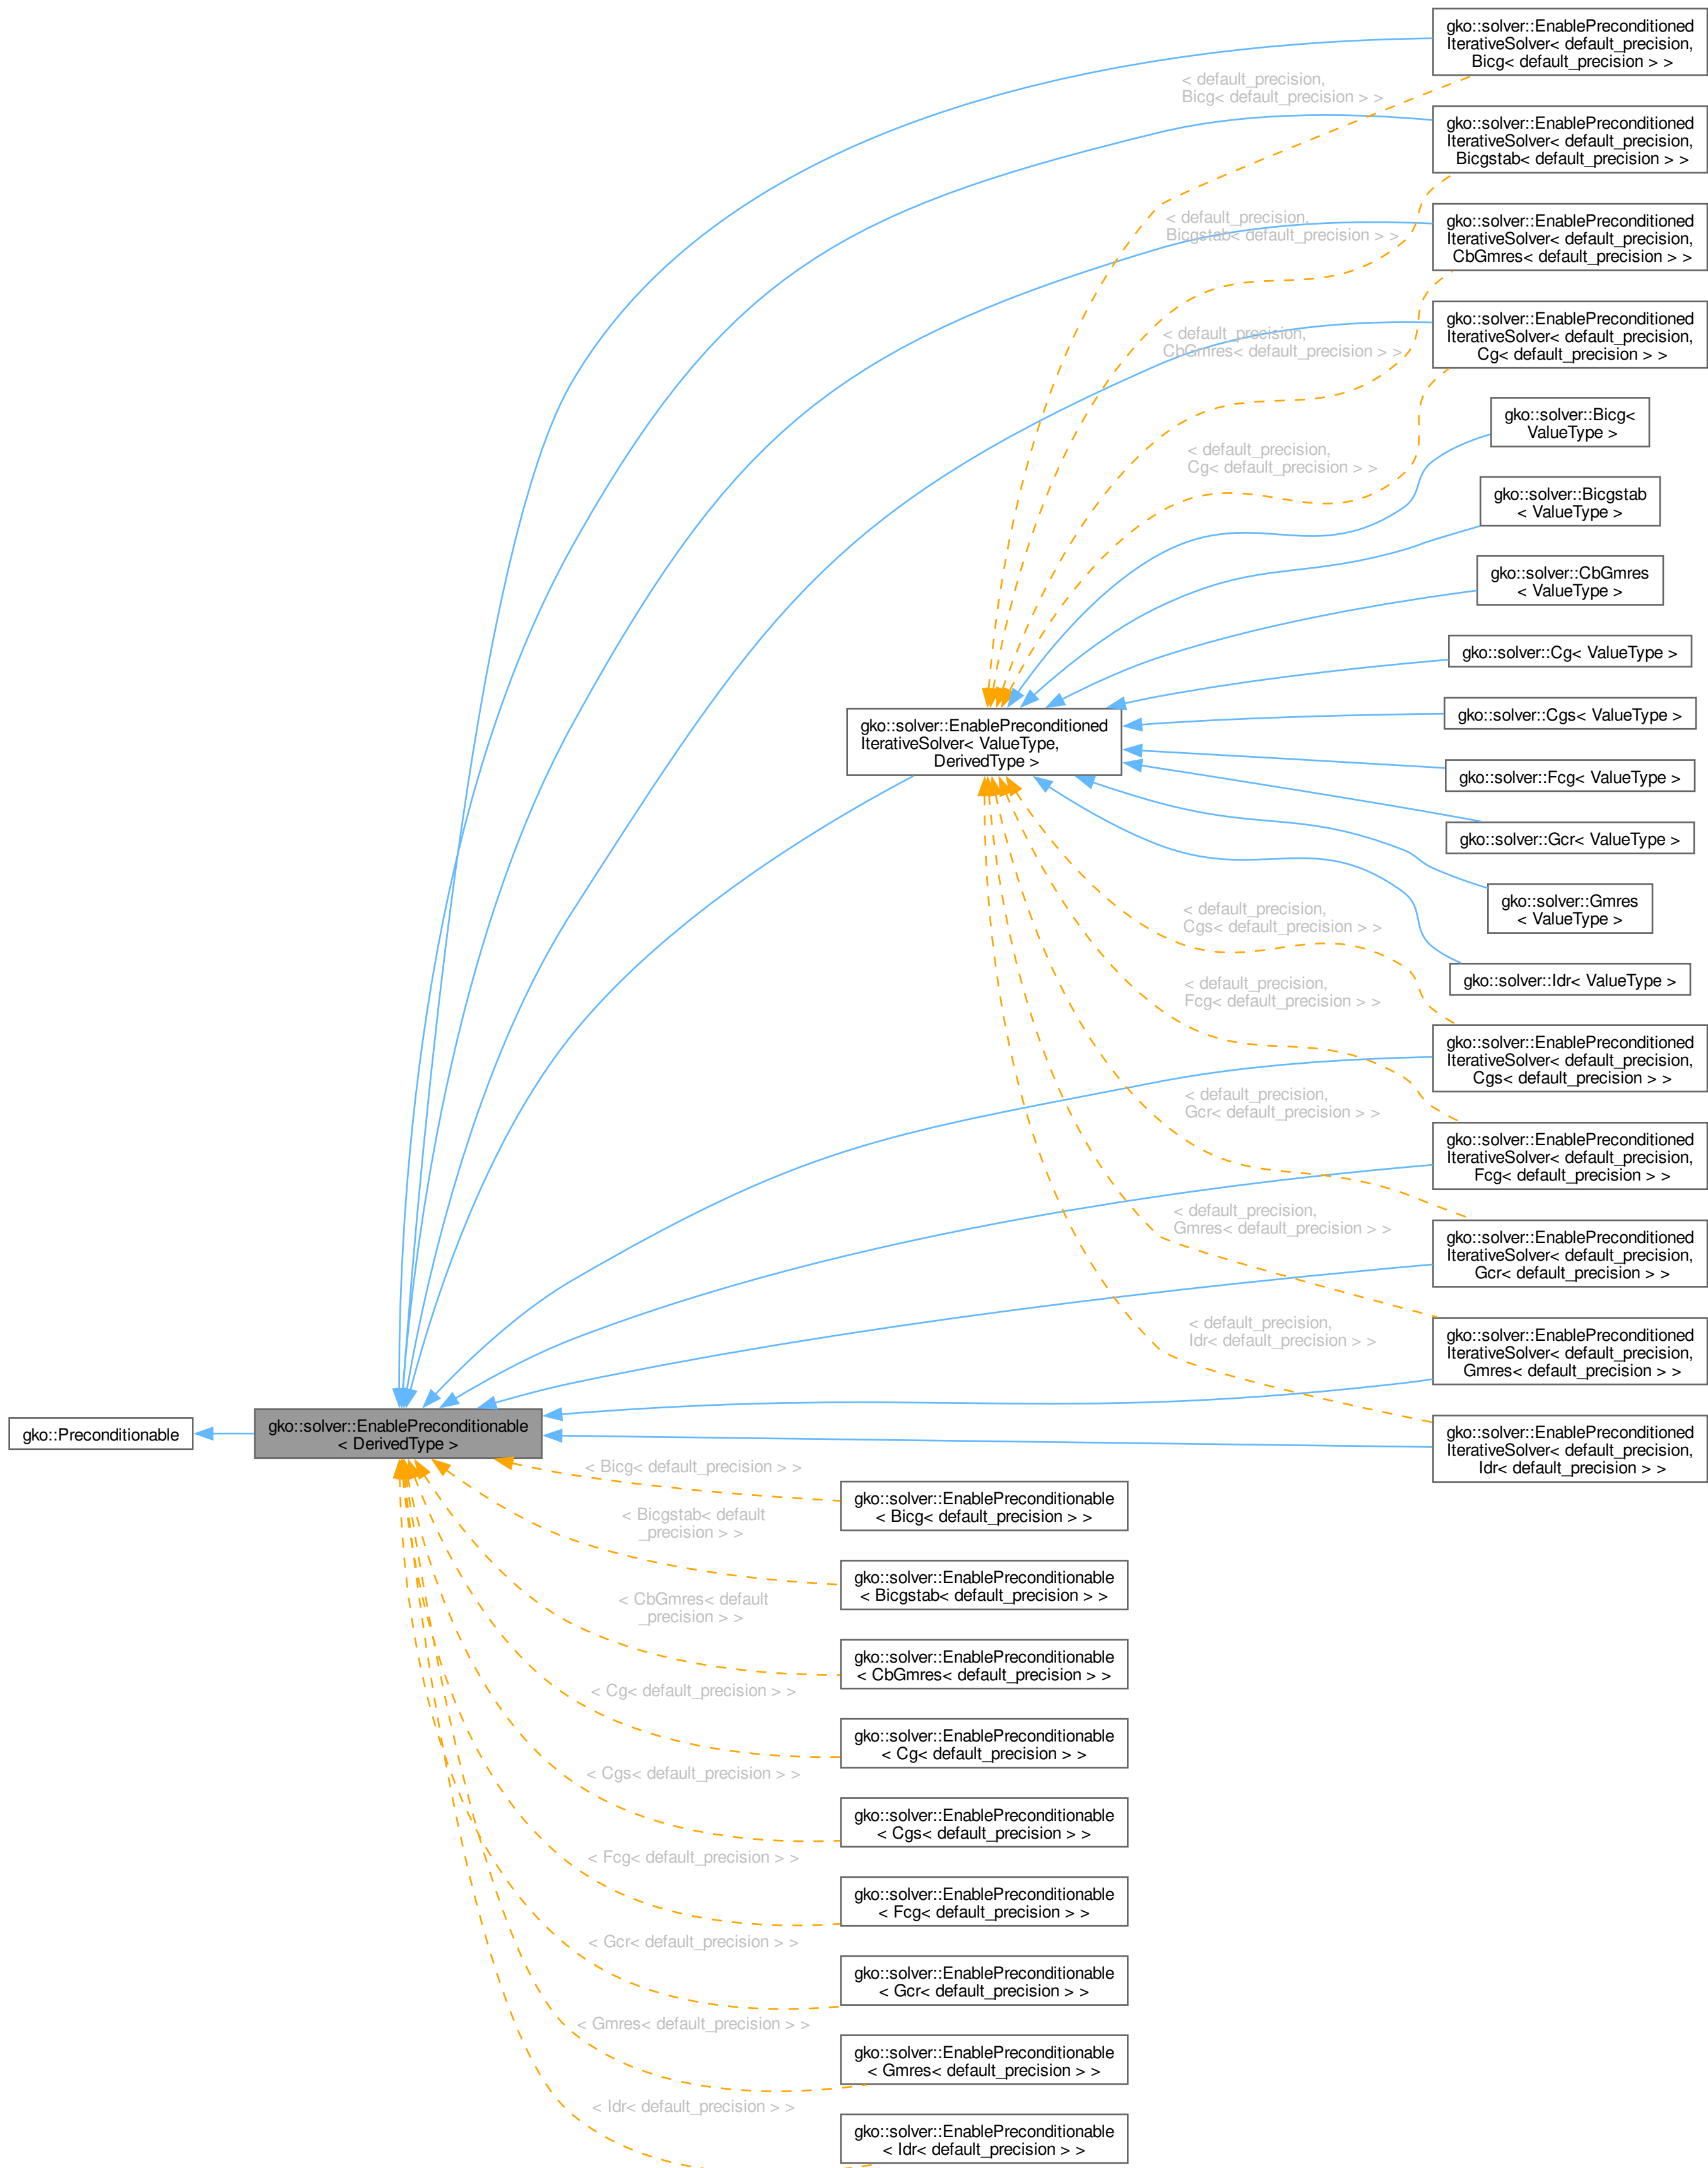 gko::Preconditionable
gko::solver::EnablePreconditionable
< DerivedType >
gko::solver::EnablePreconditioned
IterativeSolver< ValueType,
DerivedType >
gko::solver::EnablePreconditioned
IterativeSolver< default_precision,
Bicg< default_precision > >
< default_precision,
Bicg< default_precision > >
gko::solver::EnablePreconditioned
IterativeSolver< default_precision,
Bicgstab< default_precision > >
< default_precision,
Bicgstab< default_precision > >
gko::solver::EnablePreconditioned
IterativeSolver< default_precision,
CbGmres< default_precision > >
< default_precision,
CbGmres< default_precision > >
gko::solver::EnablePreconditioned
IterativeSolver< default_precision,
Cg< default_precision > >
< default_precision,
Cg< default_precision > >
gko::solver::Bicg<
ValueType >
gko::solver::Bicgstab
< ValueType >
gko::solver::CbGmres
< ValueType >
gko::solver::Cg< ValueType >
gko::solver::Cgs< ValueType >
gko::solver::Fcg< ValueType >
gko::solver::Gcr< ValueType >
gko::solver::Gmres
< ValueType >
gko::solver::Idr< ValueType >
< default_precision,
Cgs< default_precision > >
gko::solver::EnablePreconditioned
IterativeSolver< default_precision,
Cgs< default_precision > >
< default_precision,
Fcg< default_precision > >
gko::solver::EnablePreconditioned
IterativeSolver< default_precision,
Fcg< default_precision > >
< default_precision,
Gcr< default_precision > >
gko::solver::EnablePreconditioned
IterativeSolver< default_precision,
Gcr< default_precision > >
< default_precision,
Gmres< default_precision > >
gko::solver::EnablePreconditioned
IterativeSolver< default_precision,
Gmres< default_precision > >
< default_precision,
Idr< default_precision > >
gko::solver::EnablePreconditioned
IterativeSolver< default_precision,
Idr< default_precision > >
< Bicg< default_precision > >
gko::solver::EnablePreconditionable
< Bicg< default_precision > >
< Bicgstab< default
_precision > >
gko::solver::EnablePreconditionable
< Bicgstab< default_precision > >
< CbGmres< default
_precision > >
gko::solver::EnablePreconditionable
< CbGmres< default_precision > >
< Cg< default_precision > >
gko::solver::EnablePreconditionable
< Cg< default_precision > >
< Cgs< default_precision > >
gko::solver::EnablePreconditionable
< Cgs< default_precision > >
< Fcg< default_precision > >
gko::solver::EnablePreconditionable
< Fcg< default_precision > >
< Gcr< default_precision > >
gko::solver::EnablePreconditionable
< Gcr< default_precision > >
< Gmres< default_precision > >
gko::solver::EnablePreconditionable
< Gmres< default_precision > >
< Idr< default_precision > >
gko::solver::EnablePreconditionable
< Idr< default_precision > >